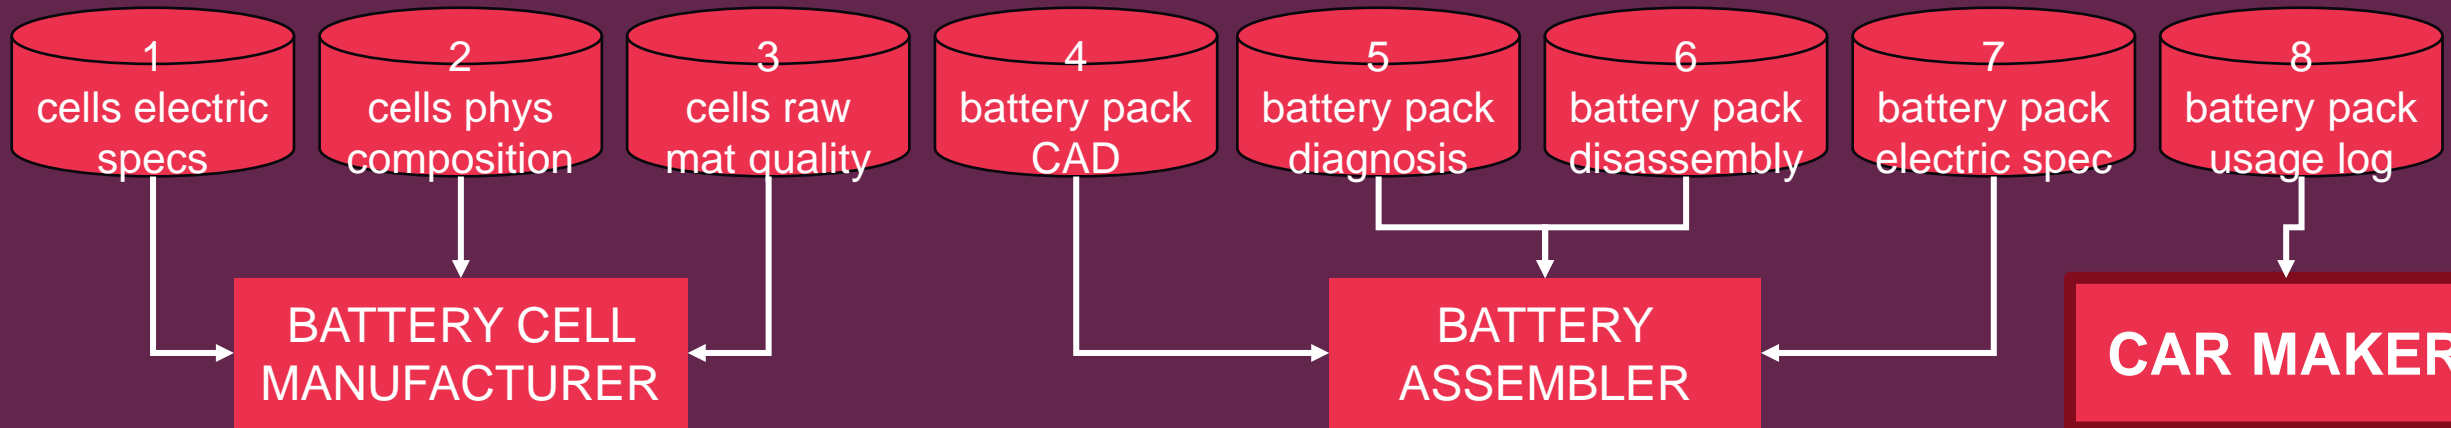 1
cells electric
specs
2
cells phys
composition
3
cells raw
mat quality
4
battery pack
CAD
5
battery pack
diagnosis
6
battery pack
disassembly
7
battery pack
electric spec
8
battery pack
usage log
BATTERY CELL
MANUFACTURER
BATTERY
ASSEMBLER
CAR MAKER